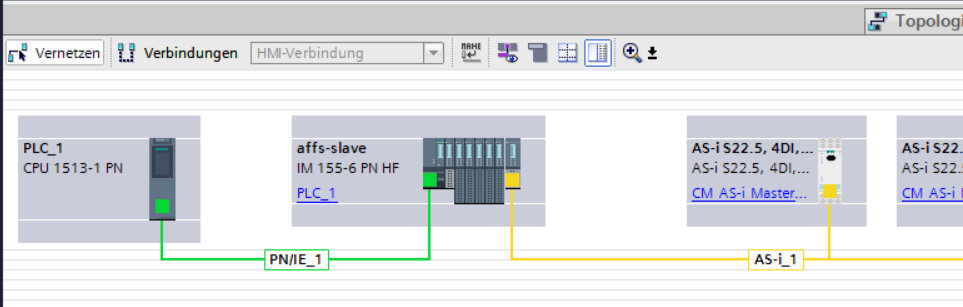 Topologi
Vernetzen Verbindungen HMI-Verbindung
NAME
PLC_1
CPU 1513-1 PN
affs-slave
IM 155-6 PN HF
PLC_1
AS-i S22.5, 4DI,...
AS-i S22.5, 4DI,...
CM AS-i Master...
AS-i S22.
AS-i S22.5
CM AS-i
PN/IE_1
AS-i_1